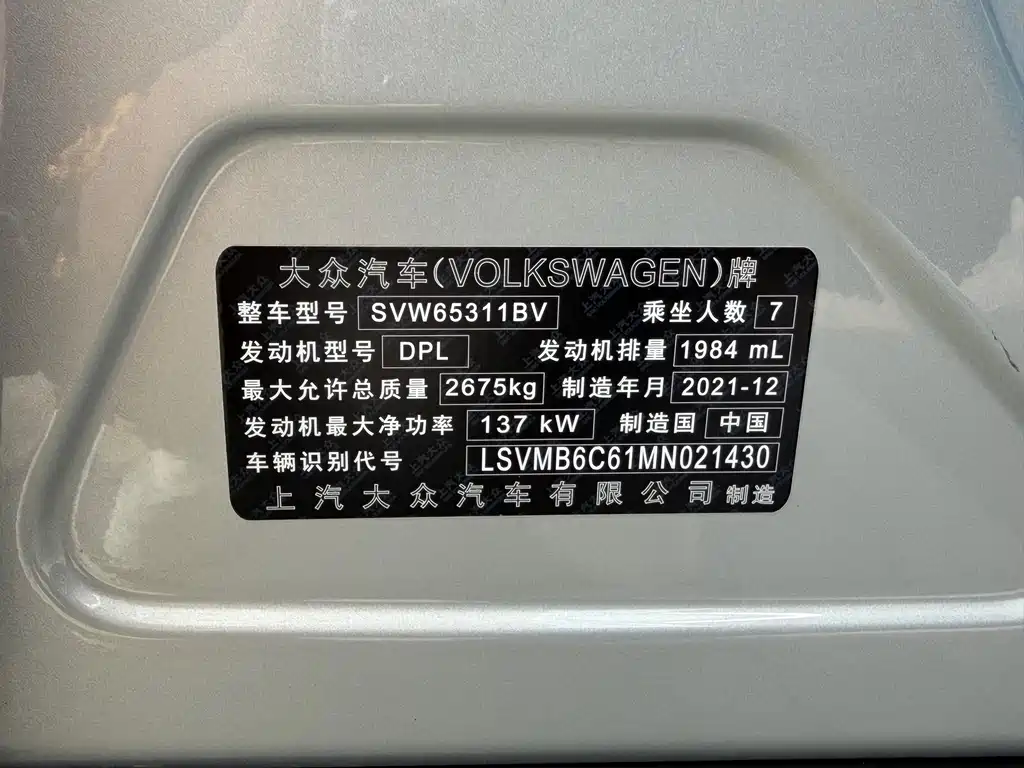 大众汽车(VOLKSWAGEN)牌
整车型号 SVW65311BV 乘坐人数 7
发动机型号 DPL 发动机排量 1984 mL
最大允许总质量 2675kg 制造年月 2021-12
发动机最大净功率 137 kW 制造国 中国
车辆识别代号 LSVMB6C61MN021430
上汽大众汽车有限公司 制造